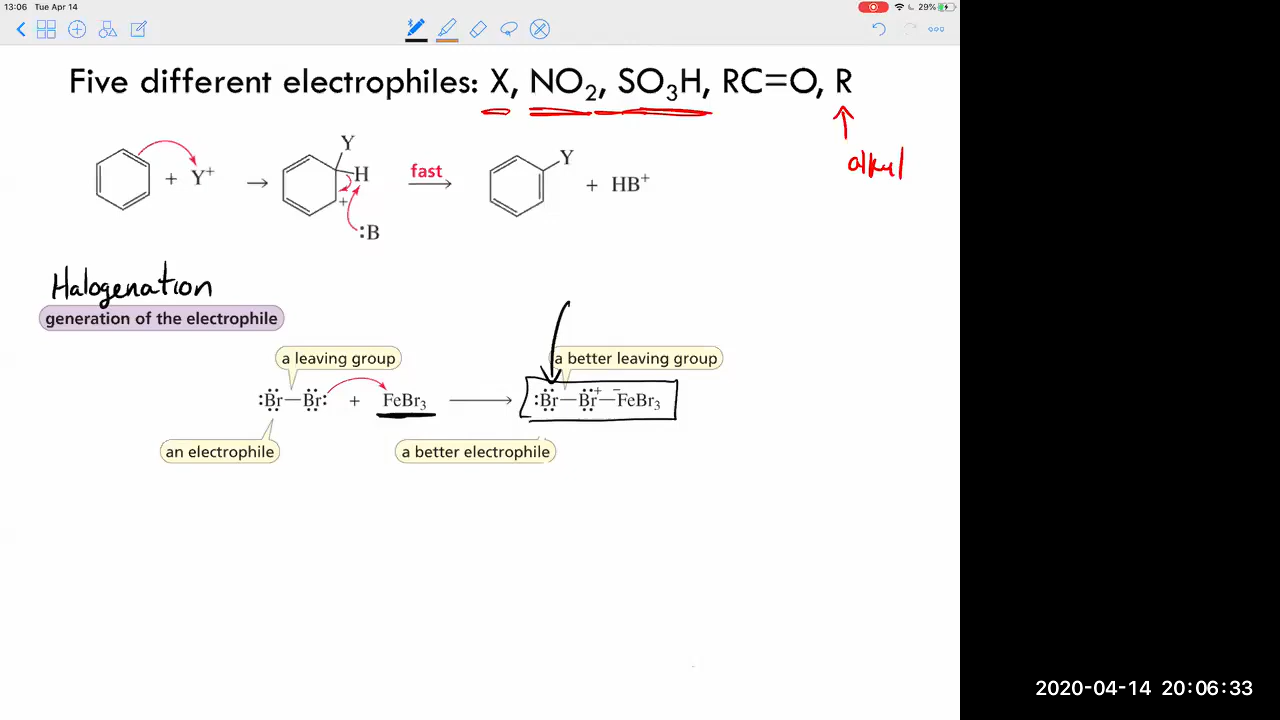 13:06 Tue Apr 14
29%
Five different electrophiles: X, NO₂, SO₃H, RC=O, R
alkyl
+ Y⁺
Y
H
+
:B
fast
Y
+ HB⁺
Halogenation
generation of the electrophile
a leaving group
a better leaving group
:Br—Br: + FeBr₃
:Br—Br⁺—⁻FeBr₃
an electrophile
a better electrophile
2020-04-14 20:06:33